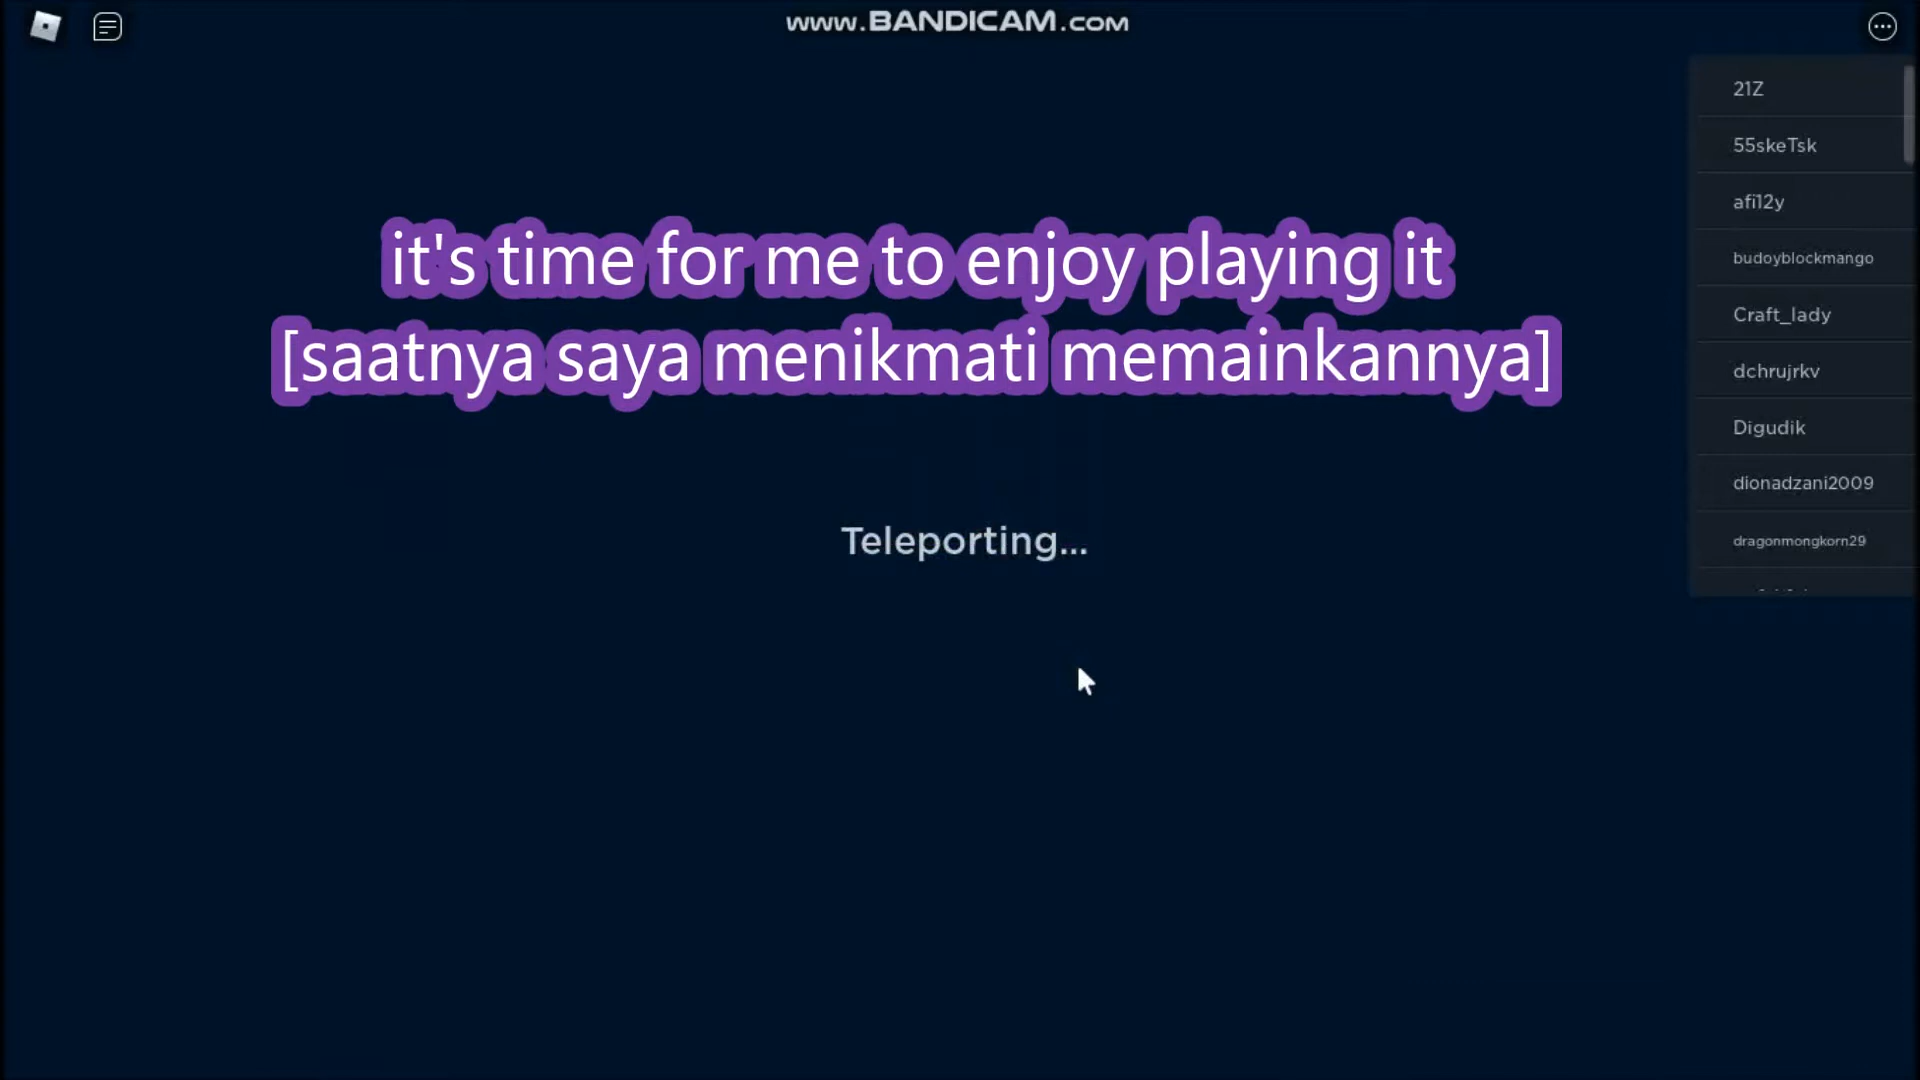 www.BANDICAM.com
21Z
55skeTsk
afi12y
budoyblockmango
Craft_lady
dchrujrkv
Digudik
dionadzani2009
dragonmongkorn29
it's time for me to enjoy playing it
[saatnya saya menikmati memainkannya]
Teleporting...